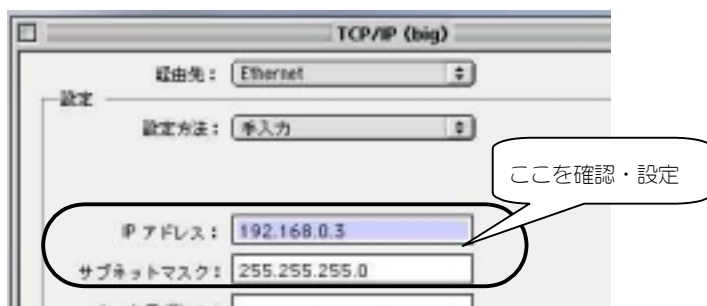 TCP/IP (big)
経由先： Ethernet
設定
設定方法： 手入力
ここを確認・設定
IP アドレス： 192.168.0.3
サブネットマスク： 255.255.255.0